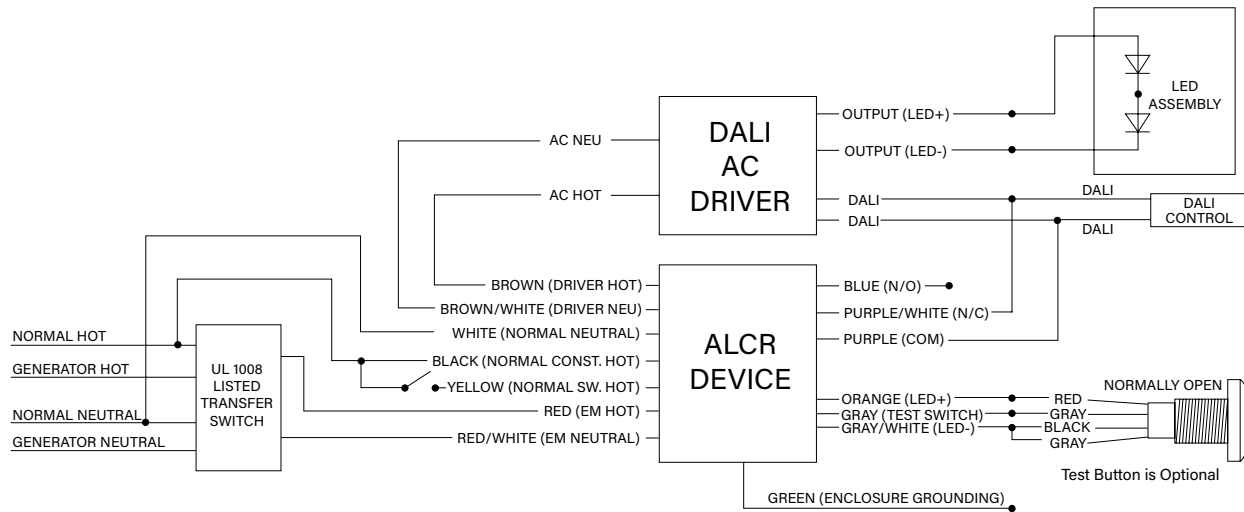 LED
ASSEMBLY
DALI
AC
DRIVER
AC NEU
AC HOT
OUTPUT (LED+)
OUTPUT (LED-)
DALI
DALI
DALI
DALI
DALI
CONTROL
ALCR
DEVICE
BROWN (DRIVER HOT)
BROWN/WHITE (DRIVER NEU)
WHITE (NORMAL NEUTRAL)
BLACK (NORMAL CONST. HOT)
YELLOW (NORMAL SW. HOT)
RED (EM HOT)
RED/WHITE (EM NEUTRAL)
NORMAL HOT
GENERATOR HOT
NORMAL NEUTRAL
GENERATOR NEUTRAL
UL 1008
LISTED
TRANSFER
SWITCH
BLUE (N/O)
PURPLE/WHITE (N/C)
PURPLE (COM)
ORANGE (LED+)
GRAY (TEST SWITCH)
GRAY/WHITE (LED-)
RED
GRAY
BLACK
GRAY
NORMALLY OPEN
Test Button is Optional
GREEN (ENCLOSURE GROUNDING)